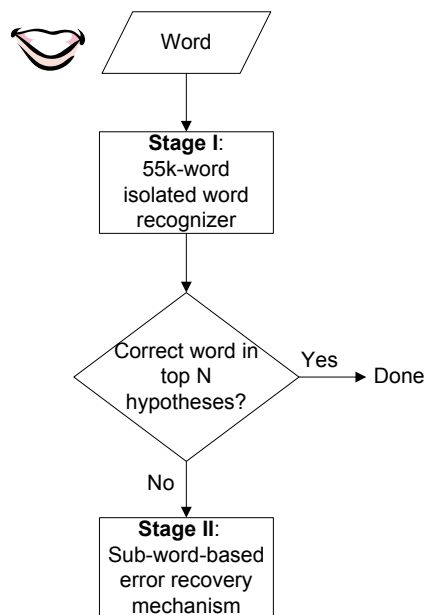 Word
Stage I:
55k-word
isolated word
recognizer
Correct word in
top N
hypotheses?
Yes
Done
No
Stage II:
Sub-word-based
error recovery
mechanism